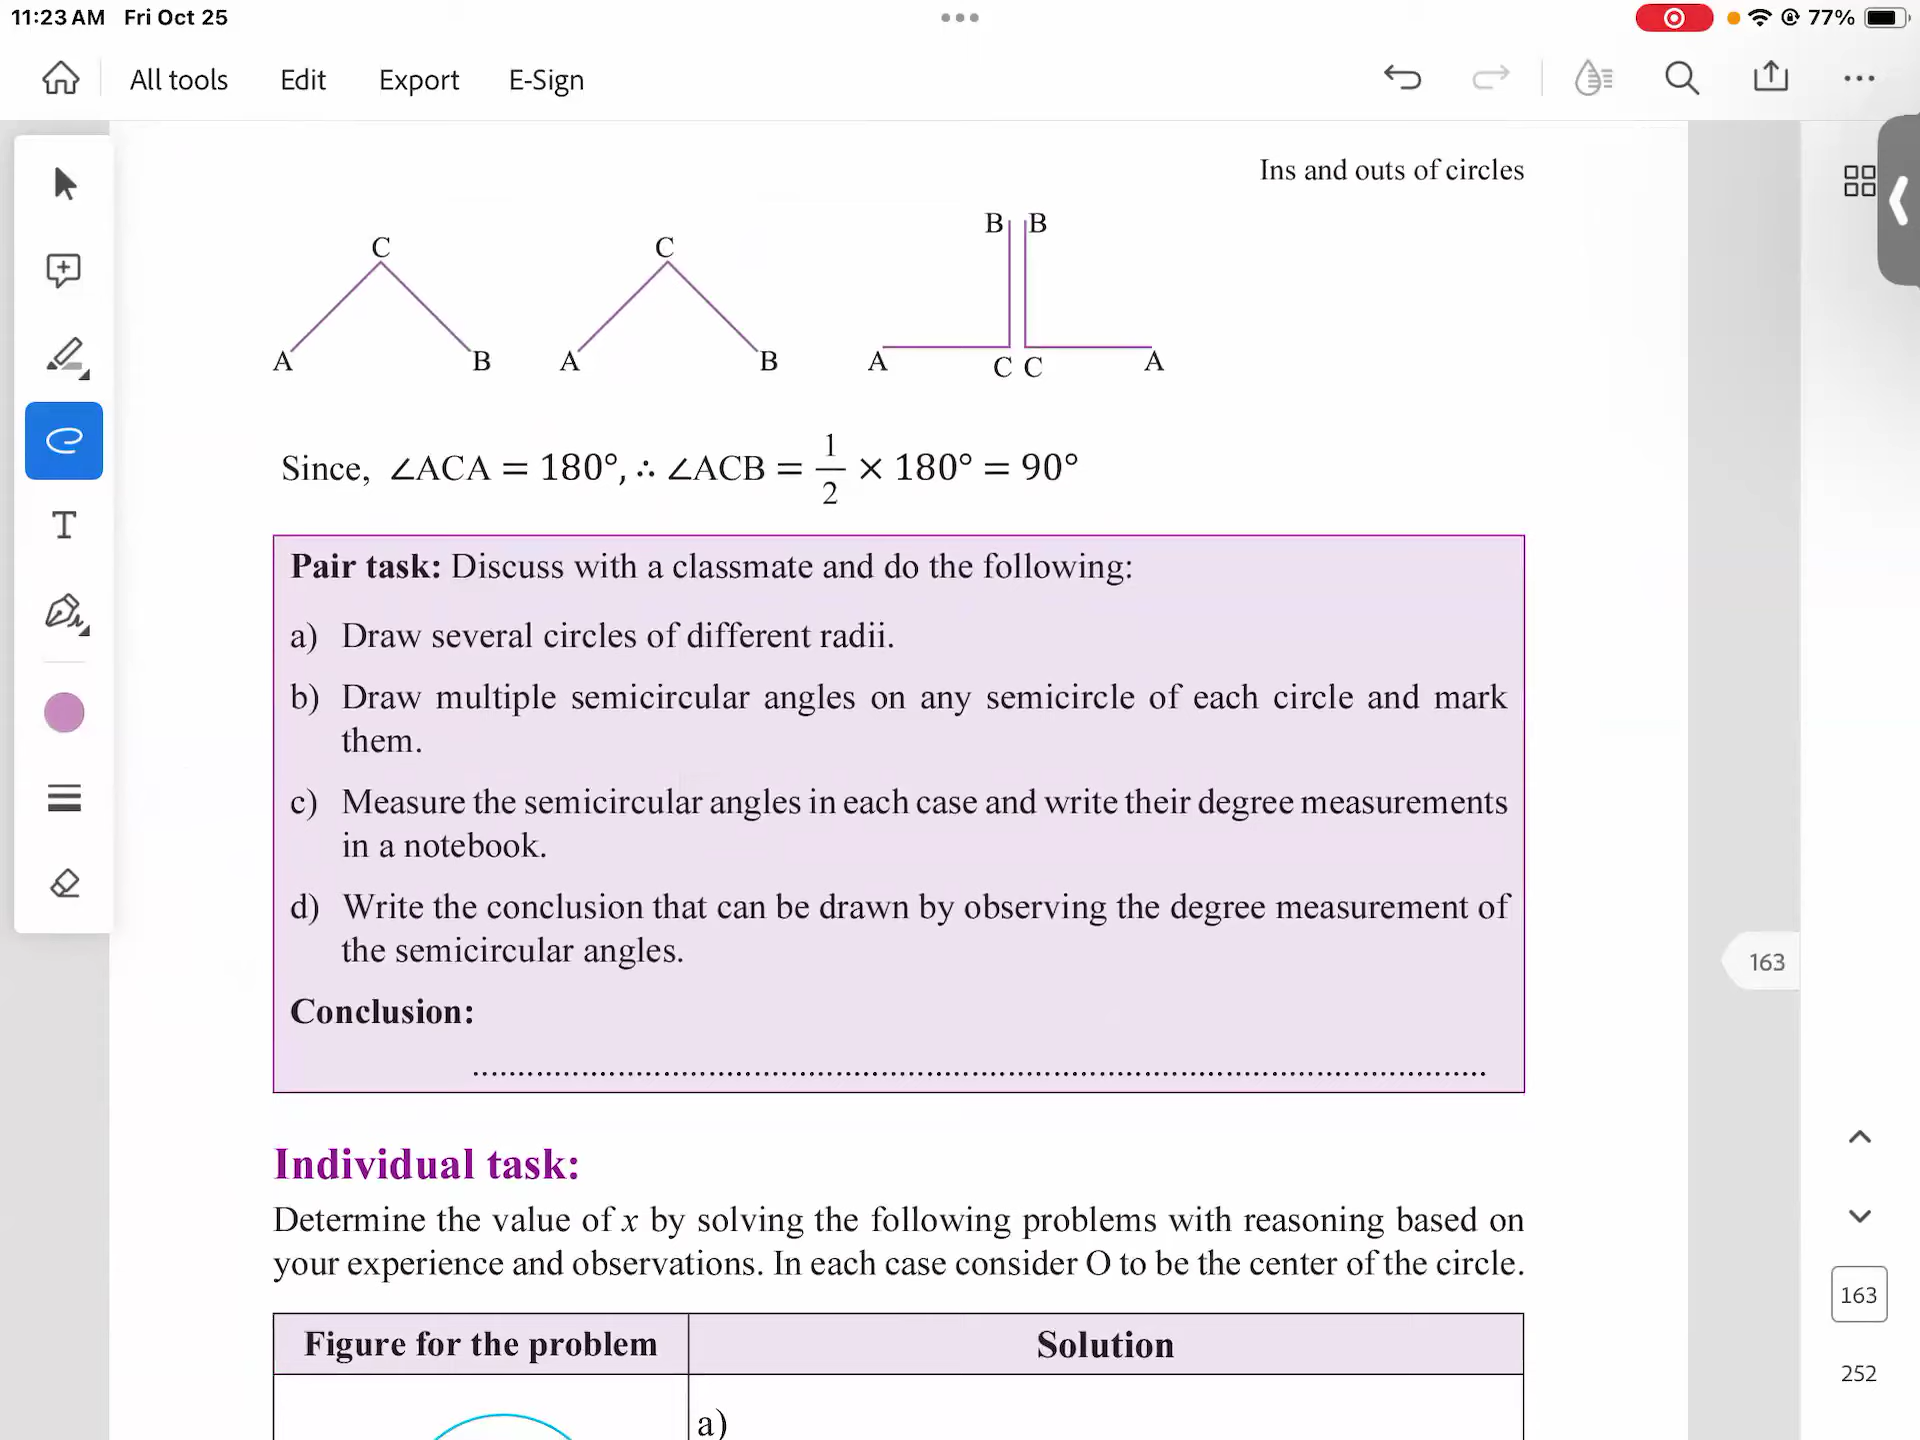 11:23 AM Fri Oct 25
77%
All tools Edit Export E-Sign
Ins and outs of circles
B B
C C
A B A B A C C A
Since, ∠ACA = 180°, ∴ ∠ACB = 1/2 × 180° = 90°
Pair task: Discuss with a classmate and do the following:
a) Draw several circles of different radii.
b) Draw multiple semicircular angles on any semicircle of each circle and mark
them.
c) Measure the semicircular angles in each case and write their degree measurements
in a notebook.
d) Write the conclusion that can be drawn by observing the degree measurement of
the semicircular angles.
163
Conclusion:
........................................................................................................
Individual task:
Determine the value of x by solving the following problems with reasoning based on
your experience and observations. In each case consider O to be the center of the circle.
163
Figure for the problem Solution
252
a)